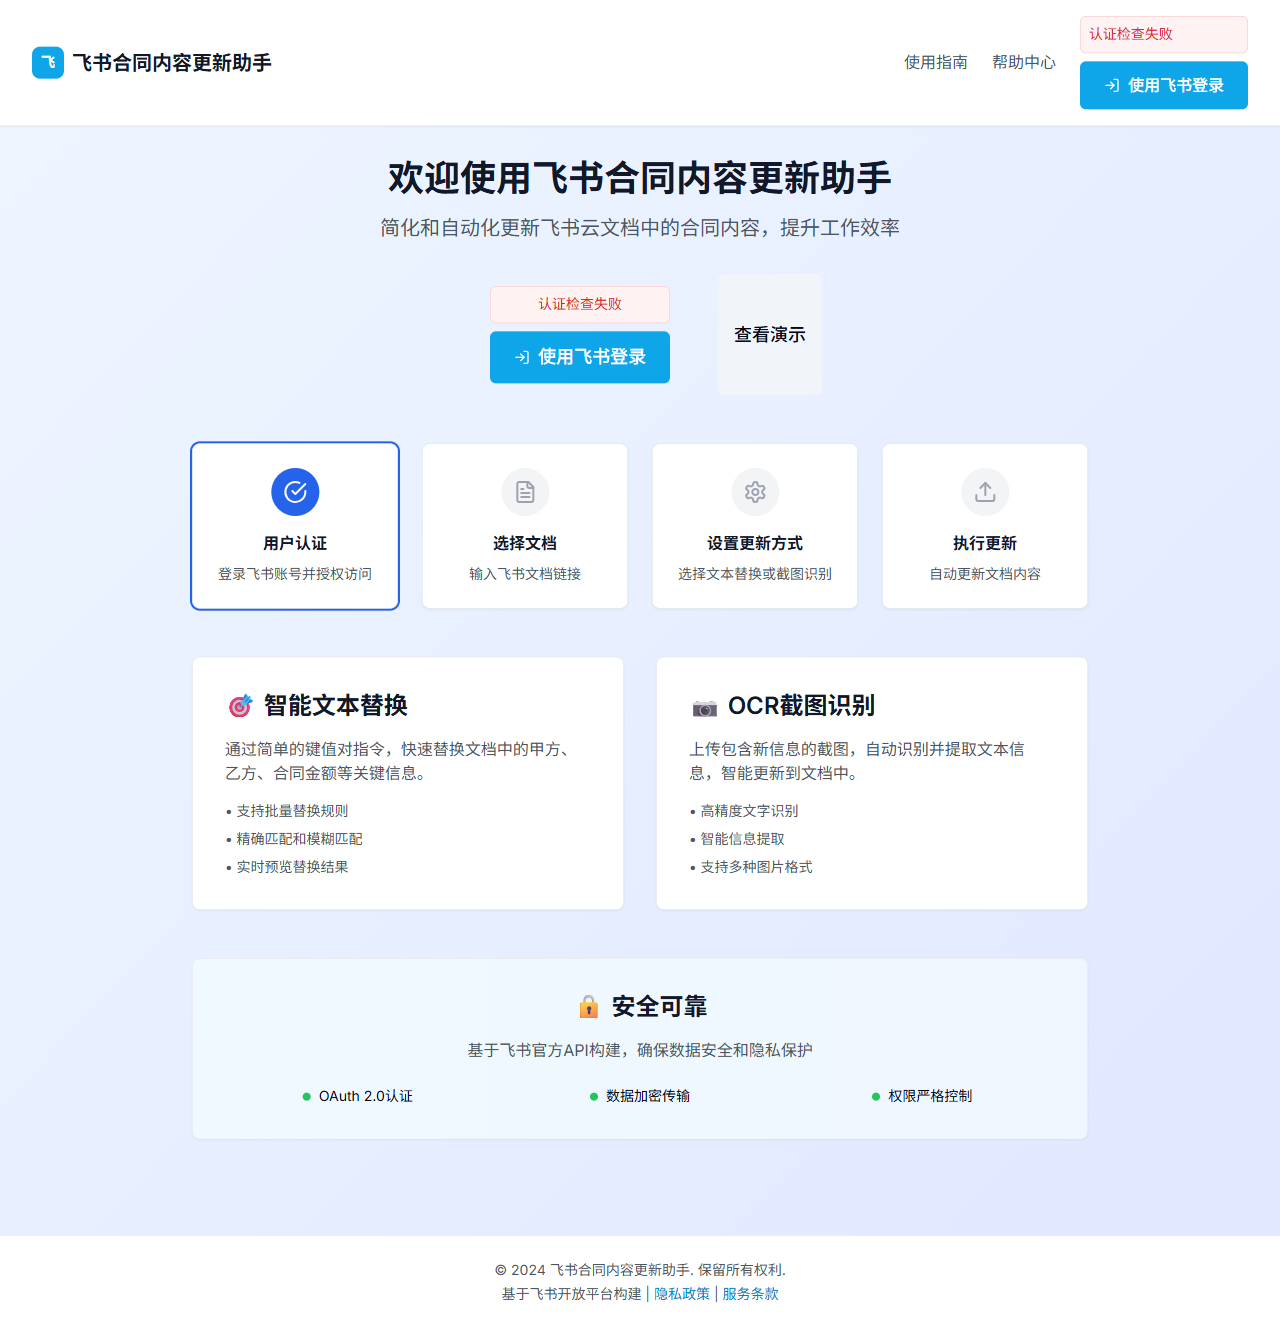 飞 飞书合同内容更新助手
使用指南
帮助中心
认证检查失败
使用飞书登录
欢迎使用飞书合同内容更新助手
简化和自动化更新飞书云文档中的合同内容，提升工作效率
认证检查失败
使用飞书登录
查看演示
用户认证
登录飞书账号并授权访问
选择文档
输入飞书文档链接
设置更新方式
选择文本替换或截图识别
执行更新
自动更新文档内容
智能文本替换
通过简单的键值对指令，快速替换文档中的甲方、
乙方、合同金额等关键信息。
• 支持批量替换规则
• 精确匹配和模糊匹配
• 实时预览替换结果
OCR截图识别
上传包含新信息的截图，自动识别并提取文本信
息，智能更新到文档中。
• 高精度文字识别
• 智能信息提取
• 支持多种图片格式
安全可靠
基于飞书官方API构建，确保数据安全和隐私保护
OAuth 2.0认证
数据加密传输
权限严格控制
© 2024 飞书合同内容更新助手. 保留所有权利.
基于飞书开放平台构建 | 隐私政策 | 服务条款